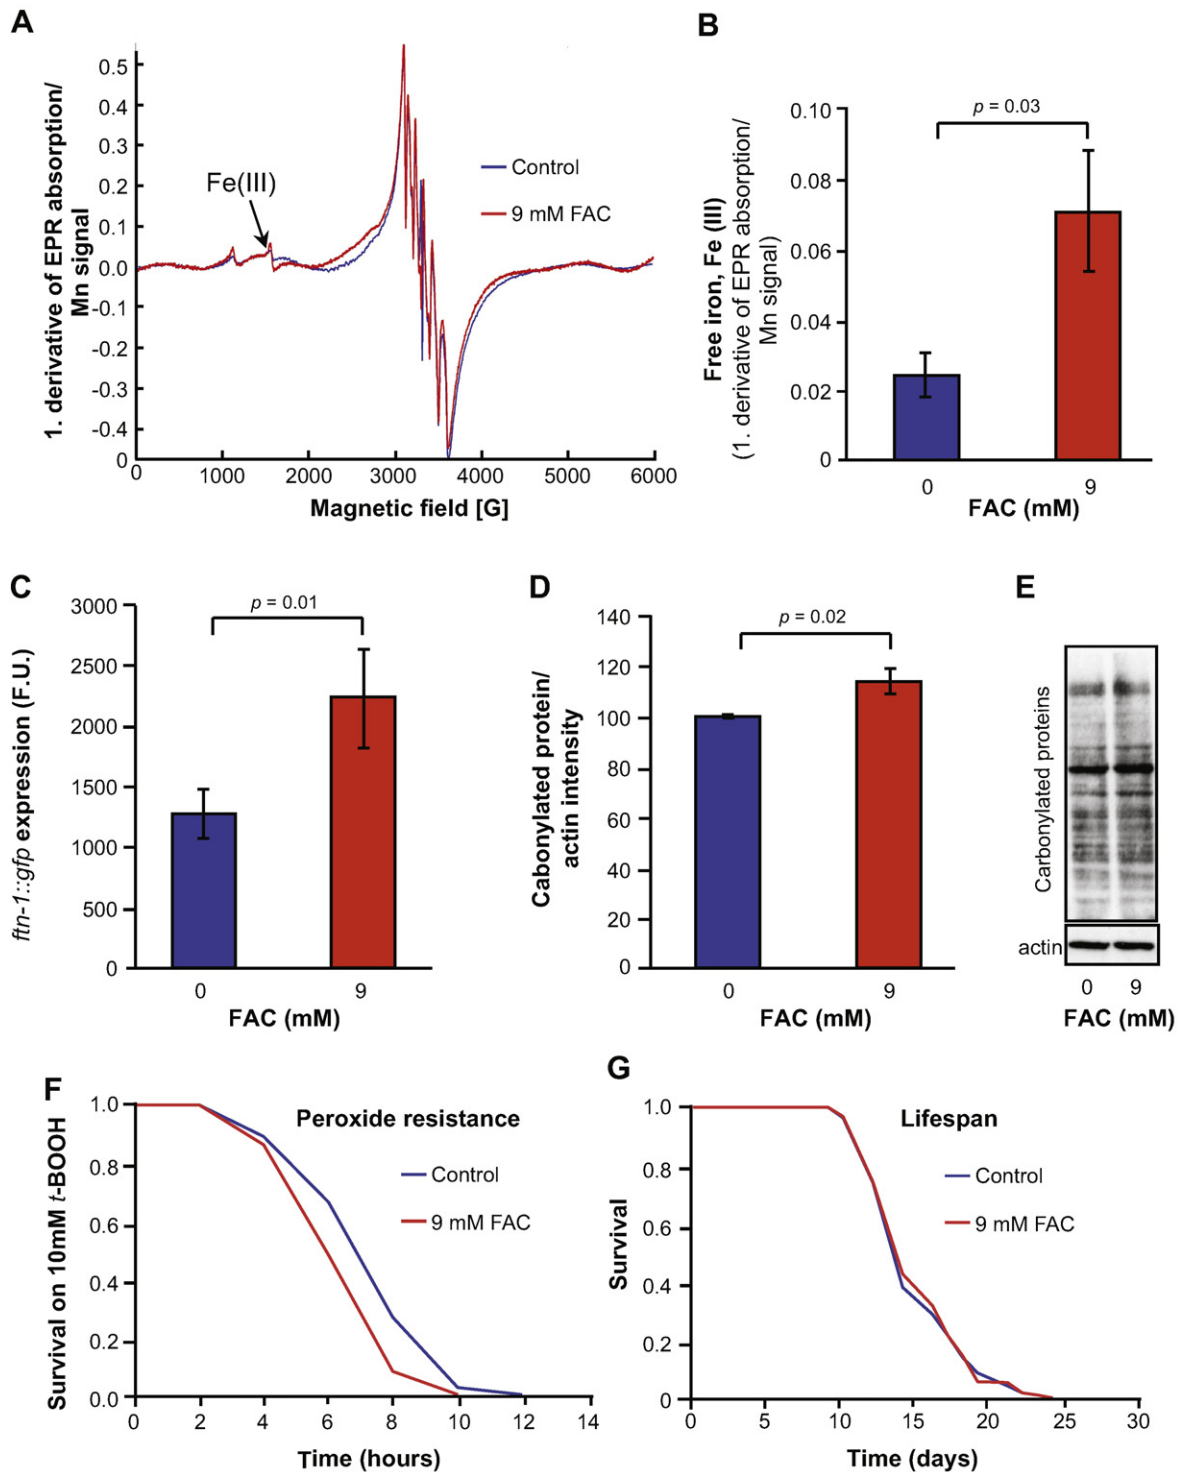 A
1. derivative of EPR absorption/
Mn signal
0.5
0.4
0.3
0.2
0.1
0.0
-0.1
-0.2
-0.3
-0.4
0
Fe(III)
Control
9 mM FAC
0 1000 2000 3000 4000 5000 6000
Magnetic field [G]
B
Free iron, Fe (III)
(1. derivative of EPR absorption/
Mn signal)
0.10
0.08
0.06
0.04
0.02
0
p = 0.03
0 9
FAC (mM)
C
ftn-1::gfp expression (F.U.)
3000
2500
2000
1500
1000
500
0
p = 0.01
0 9
FAC (mM)
D
Cabonylated protein/
actin intensity
140
120
100
80
60
40
20
0
p = 0.02
0 9
FAC (mM)
E
Carbonylated proteins
actin
0 9
FAC (mM)
F
Survival on 10mM t-BOOH
1.0
0.8
0.6
0.4
0.2
0.0
Peroxide resistance
Control
9 mM FAC
0 2 4 6 8 10 12 14
Time (hours)
G
Survival
1.0
0.8
0.6
0.4
0.2
0
Lifespan
Control
9 mM FAC
0 5 10 15 20 25 30
Time (days)